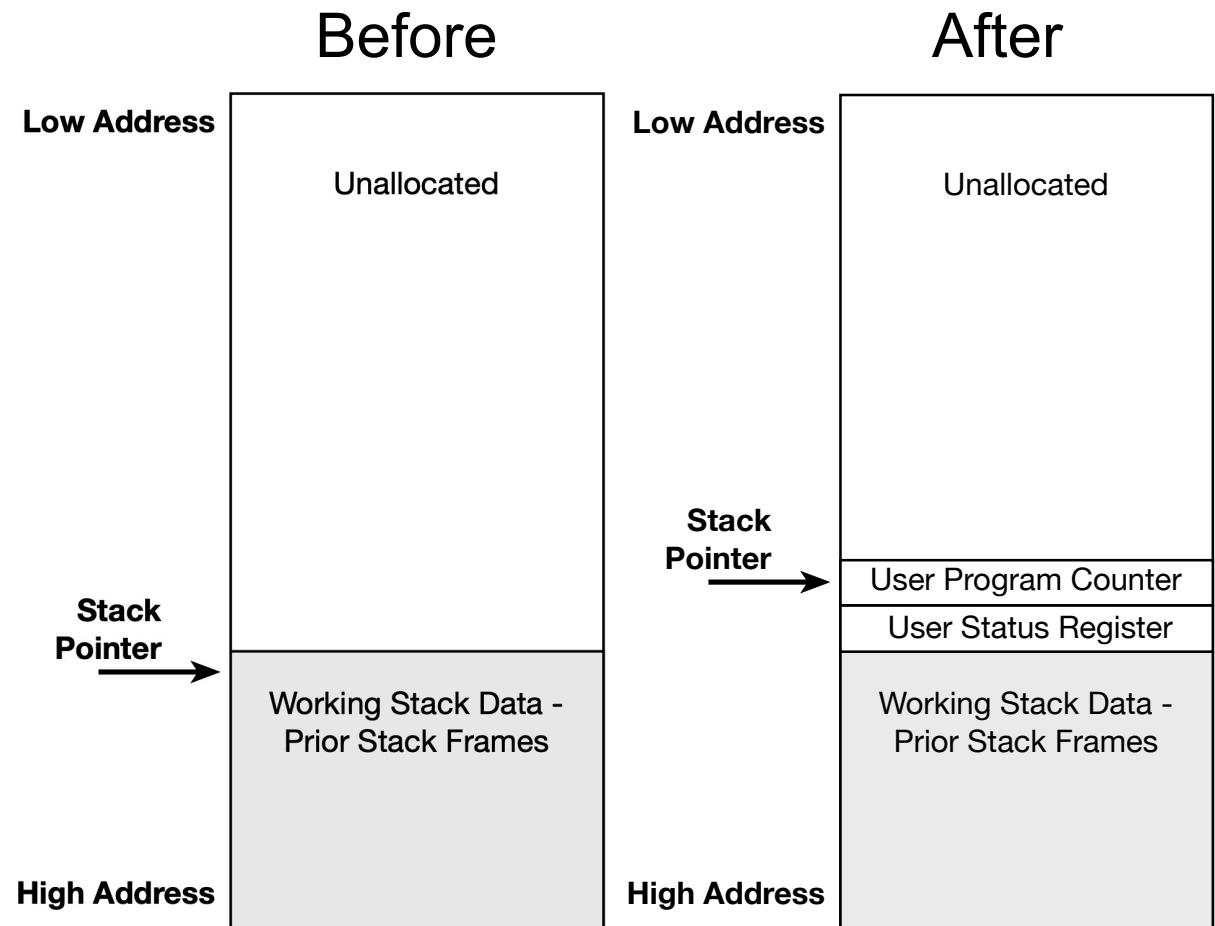 Before
Low Address
Unallocated
Stack
Pointer
Working Stack Data -
Prior Stack Frames
High Address
After
Low Address
Unallocated
Stack
Pointer
User Program Counter
User Status Register
Working Stack Data -
Prior Stack Frames
High Address